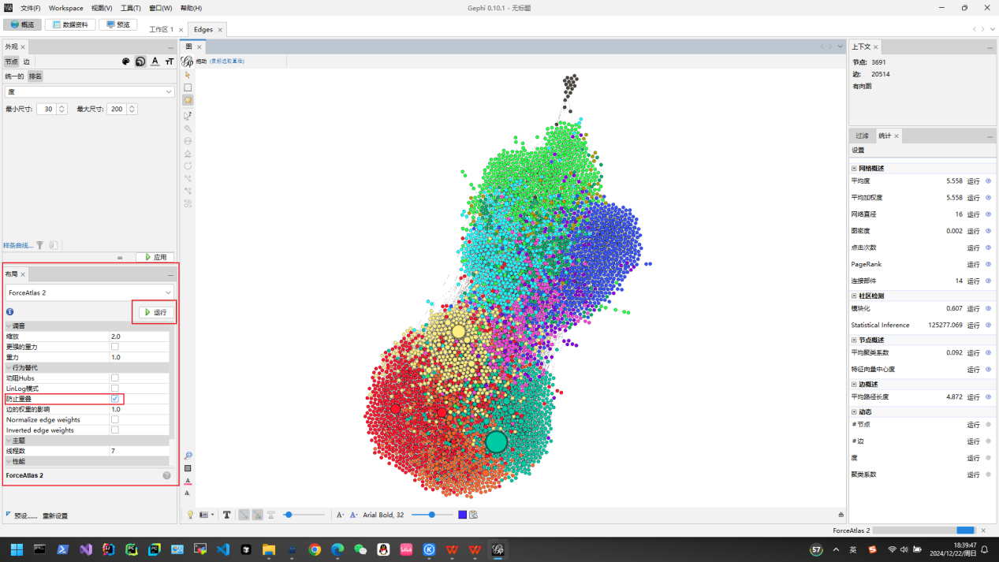 文件(F) Workspace 视图(V) 工具(T) 窗口(W) 帮助(H) Gephi 0.10.1 - 无标题
概览 数据资料 预览 工作区 1 Edges
外观 图 上下文
节点 边 拖动 (鼠标选取直径) 节点: 3691
边: 20514
统一的 排名
有向图
度
最小尺寸: 30 最大尺寸: 200
过滤 统计
设置
网络概述
平均度 5.558 运行
平均加权度 5.558 运行
网络直径 16 运行
图密度 0.002 运行
点击次数 运行
PageRank 运行
连接部件 14 运行
社区检测
模块化 0.607 运行
Statistical Inference 125277.069 运行
节点概述
平均聚类系数 0.092 运行
特征向量中心度 运行
边概述
平均路径长度 4.872 运行
动态
#节点 运行
#边 运行
度 运行
聚类系数 运行
样条曲线...
应用
布局
ForceAtlas 2
运行
调音
缩放 2.0
更强的重力
重力 1.0
行为替代
劝阻Hubs
LinLog模式
防止重叠
边的权重的影响 1.0
Normalize edge weights
Inverted edge weights
主题
线程数 7
性能
ForceAtlas 2
预设...... 重新设置
T A- A- Arial Bold, 32
ForceAtlas 2
57 英 18:39:47
2024/12/22/周日